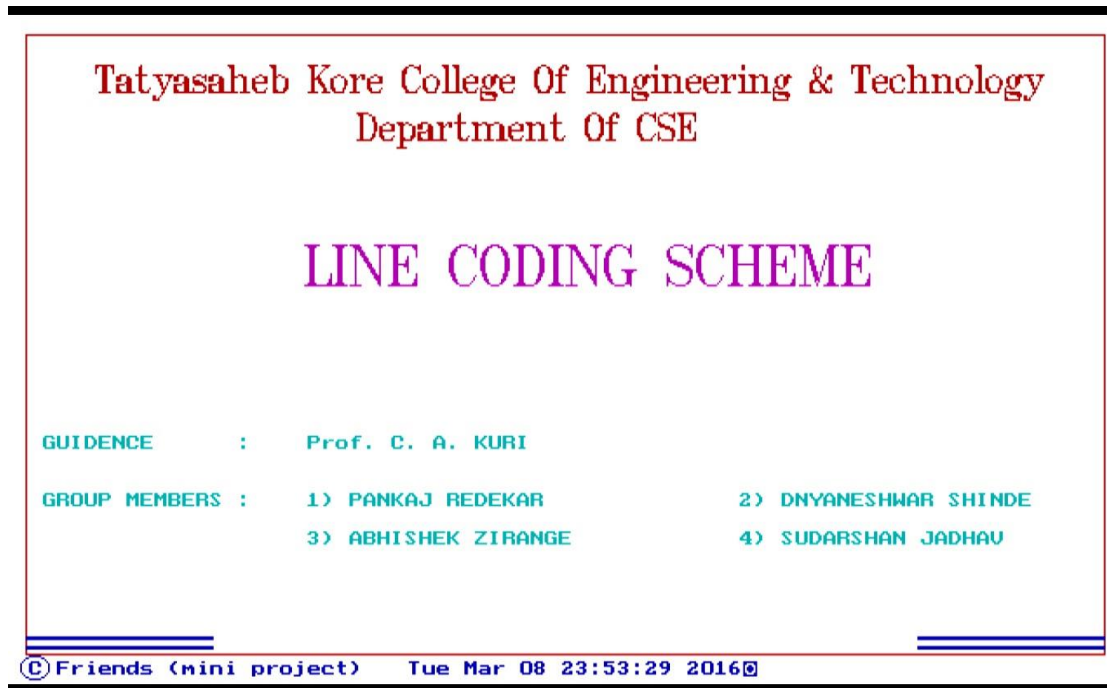 Tatyasaheb Kore College Of Engineering & Technology
Department Of CSE
LINE CODING SCHEME
GUIDENCE : Prof. C. A. KURI
GROUP MEMBERS : 1) PANKAJ REDEKAR 2) DNYANESHWAR SHINDE
3) ABHISHEK ZIRANGE 4) SUDARSHAN JADHAV
©Friends (mini project) Tue Mar 08 23:53:29 2016◙